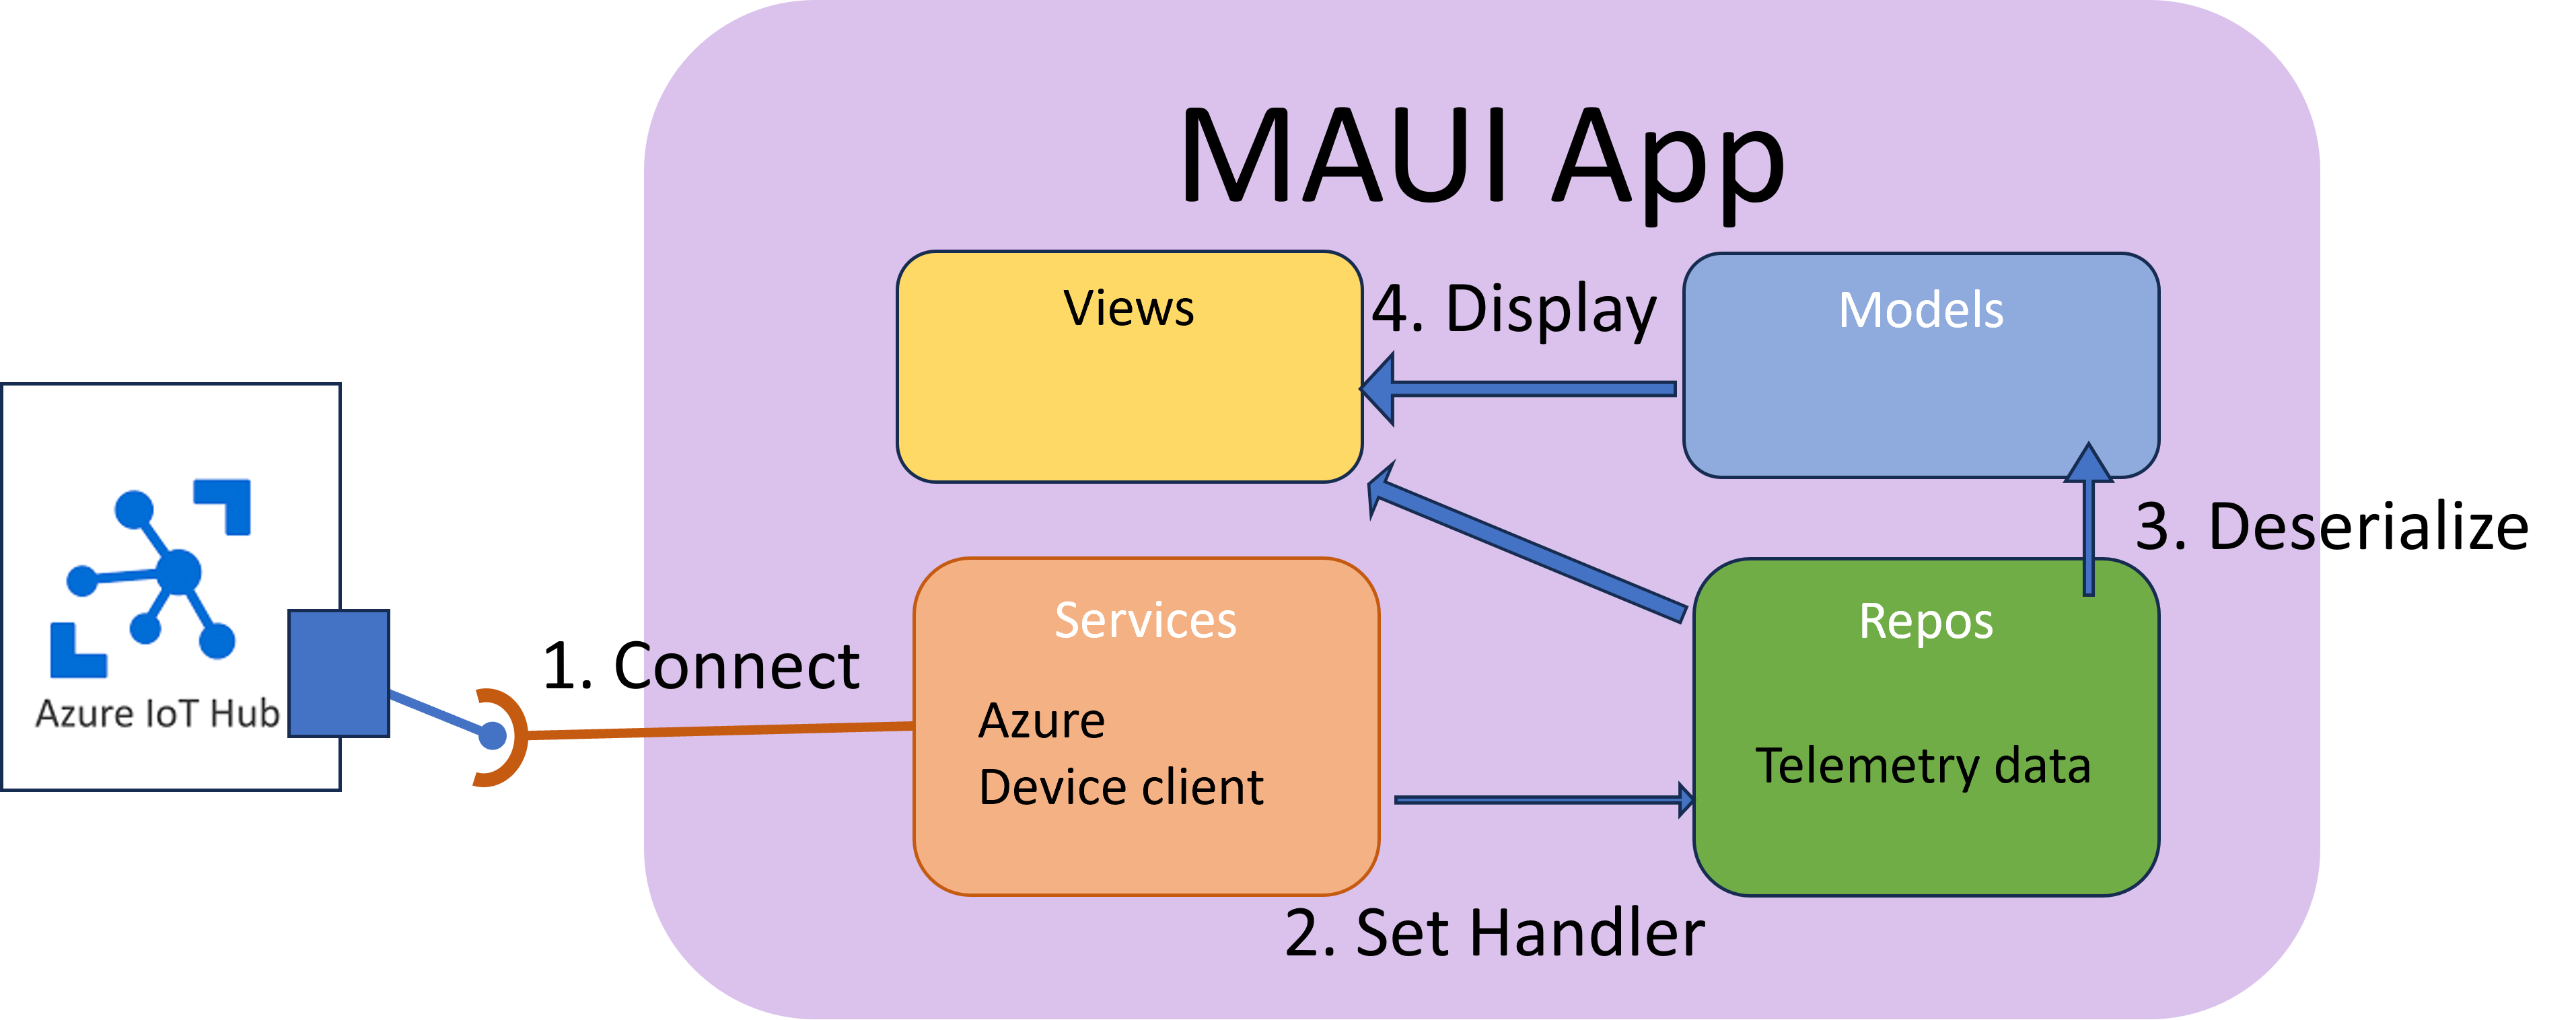 MAUI App
Views
4. Display
Models
3. Deserialize
Azure IoT Hub
1. Connect
Services
Azure
Device client
Repos
Telemetry data
2. Set Handler